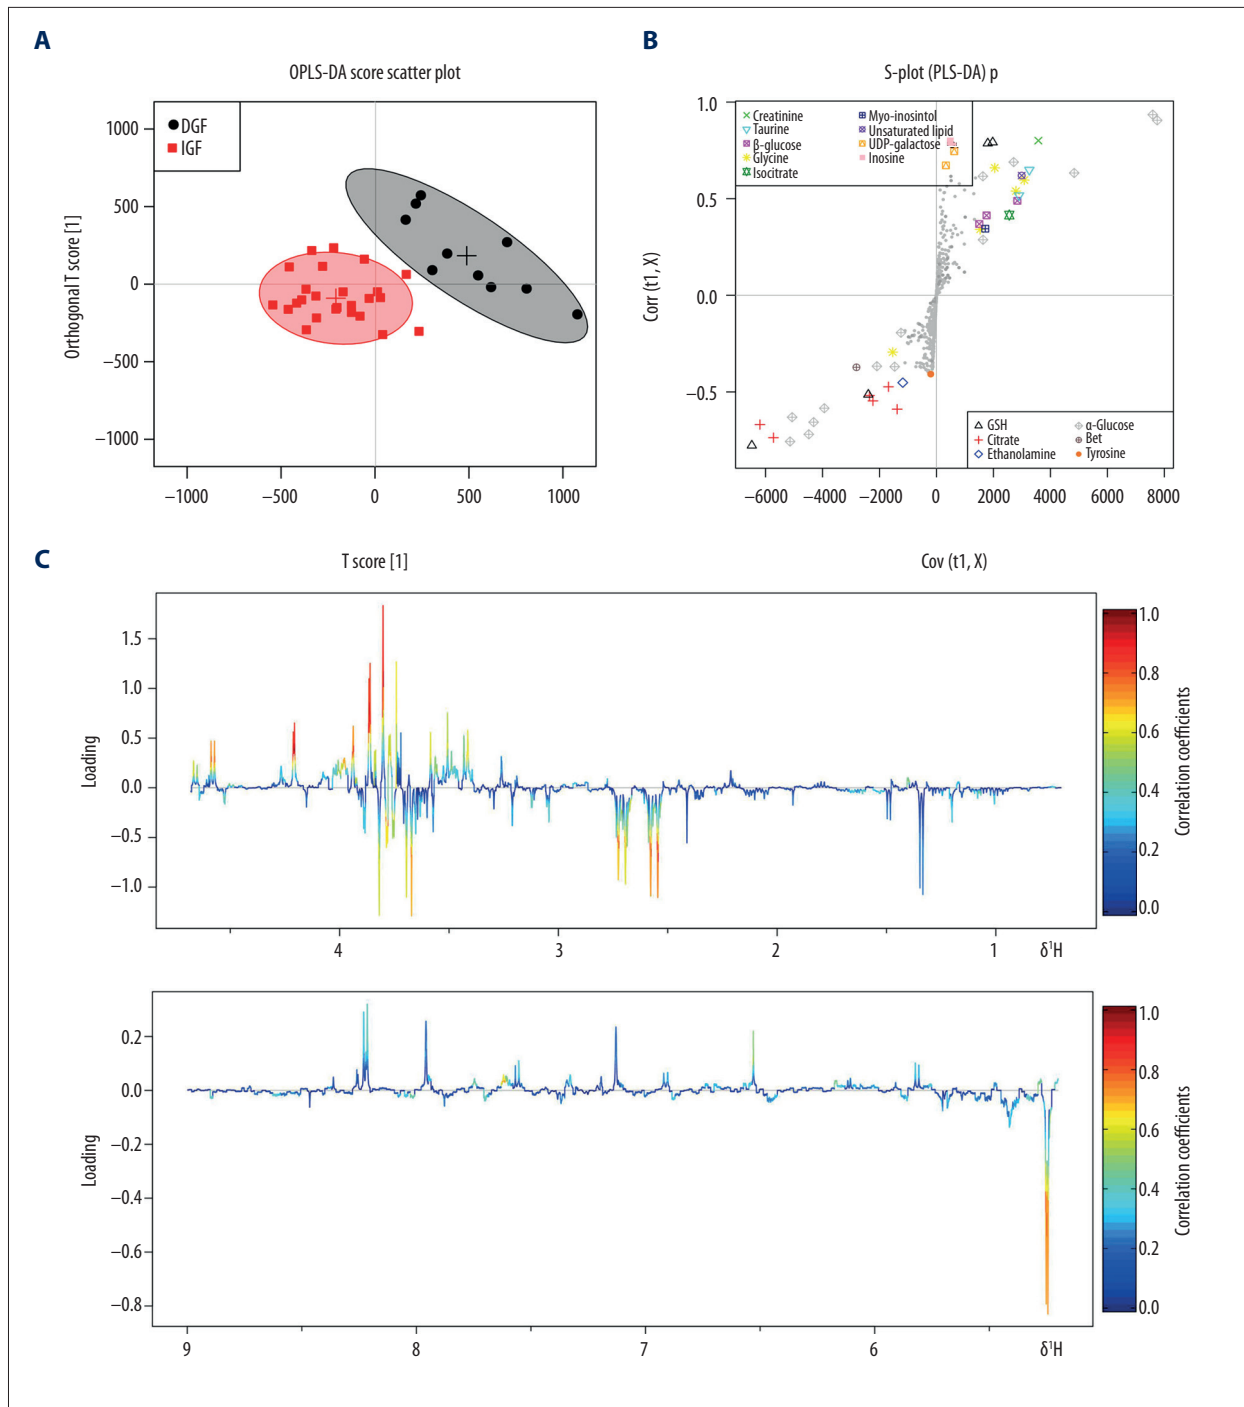 A
OPLS-DA score scatter plot
DGF
IGF
1000
500
0
−500
−1000
Orthogonal T score [1]
−1000
−500
0
500
1000
T score [1]
B
S-plot (PLS-DA) p
1.0
0.5
0.0
−0.5
Corr (t1, X)
Creatinine
Taurine
β-glucose
Glycine
Isocitrate
Myo-inositol
Unsaturated lipid
UDP-galactose
Inosine
GSH
Citrate
Ethanolamine
α-Glucose
Bet
Tyrosine
−6000
−4000
−2000
0
2000
4000
6000
8000
Cov (t1, X)
C
1.5
1.0
0.5
0.0
−0.5
−1.0
Loading
4
3
2
1
δ¹H
1.0
0.8
0.6
0.4
0.2
0.0
Correlation coefficients
0.2
0.0
−0.2
−0.4
−0.6
−0.8
Loading
9
8
7
6
δ¹H
1.0
0.8
0.6
0.4
0.2
0.0
Correlation coefficients